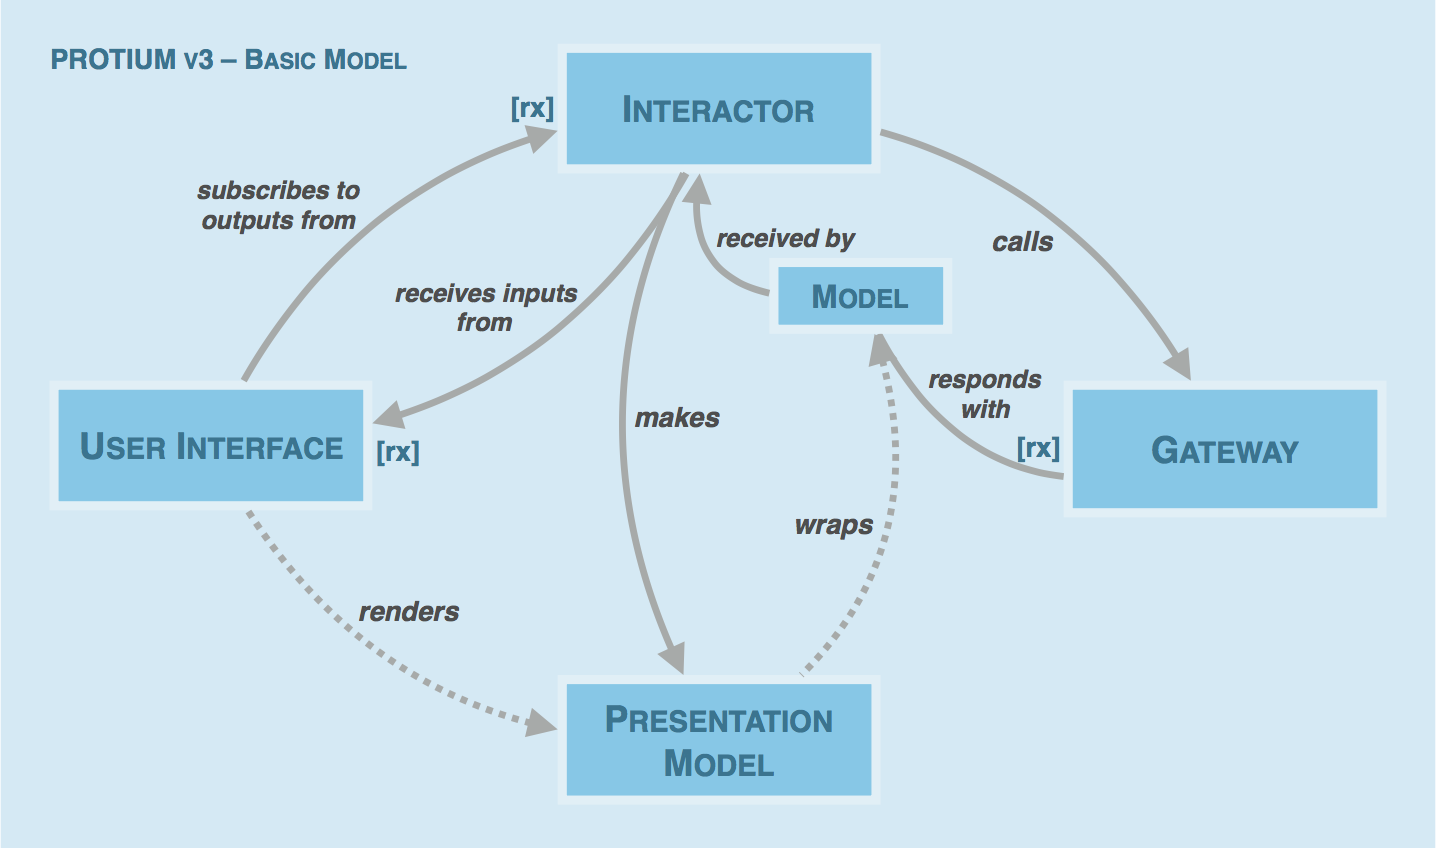 PROTIUM V3 – BASIC MODEL
INTERACTOR
[rx]
subscribes to
outputs from
received by
calls
receives inputs
from
MODEL
responds
with
makes
USER INTERFACE
[rx]
[rx]
GATEWAY
wraps
renders
PRESENTATION
MODEL